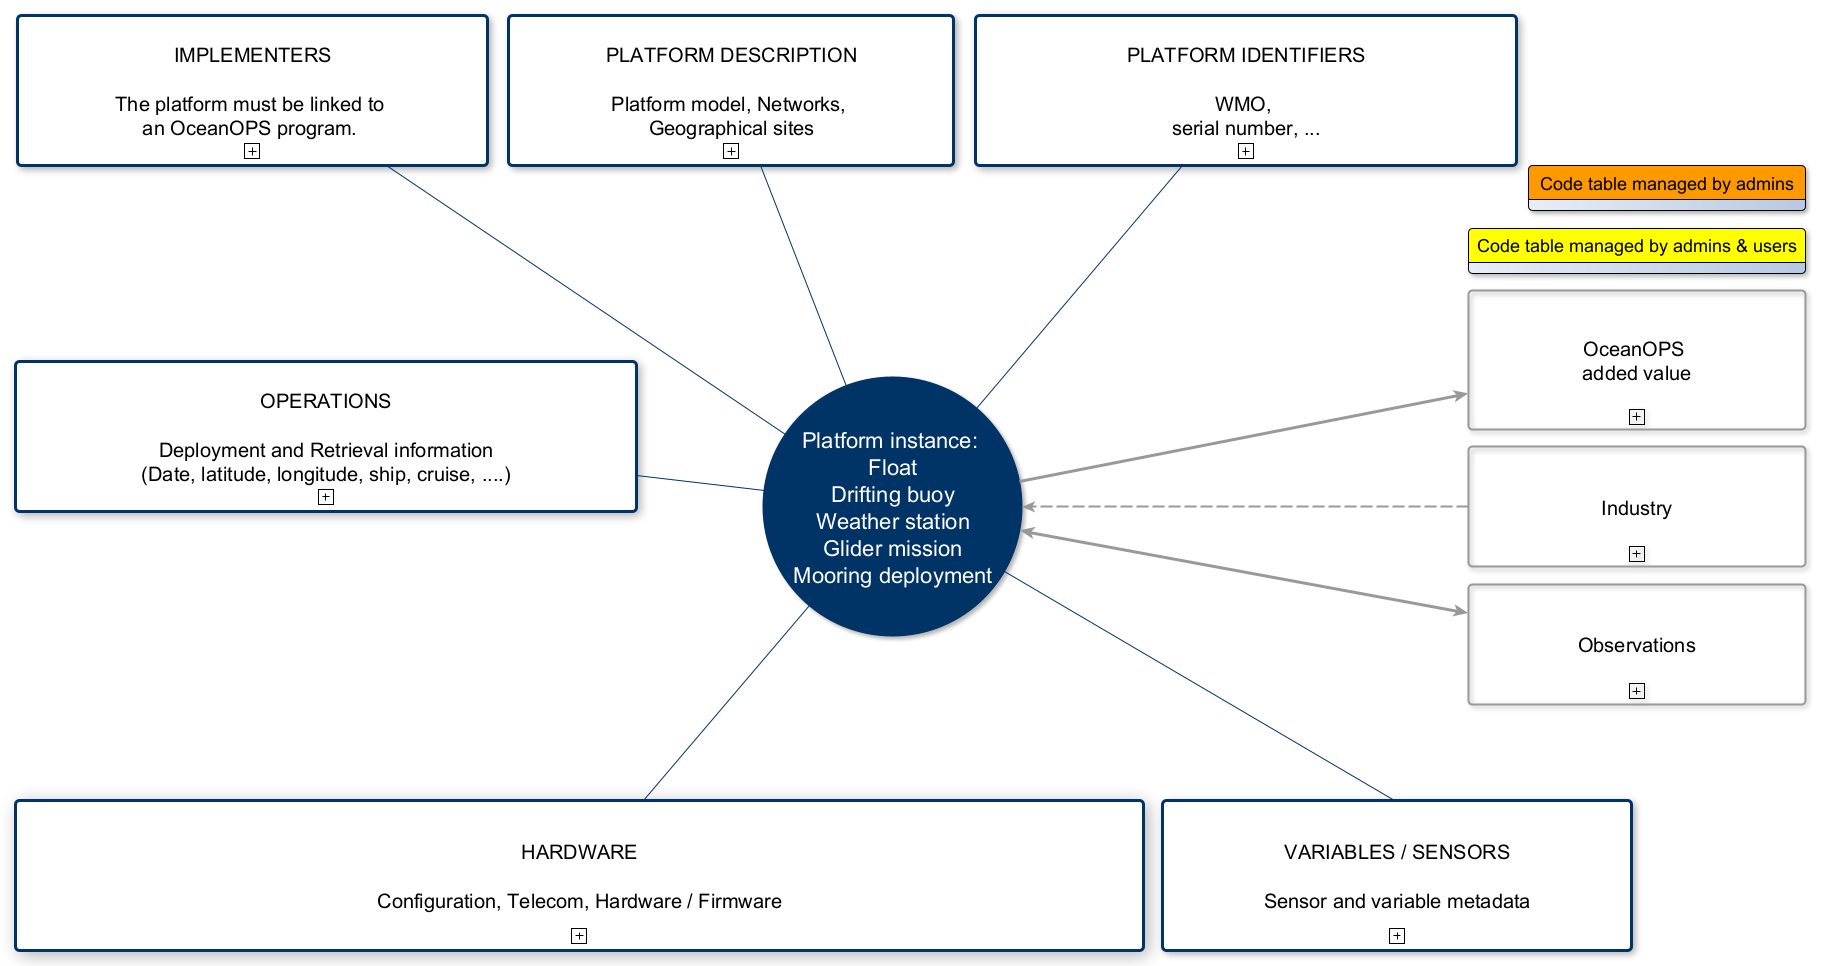 IMPLEMENTERS
The platform must be linked to
an OceanOPS program.
PLATFORM DESCRIPTION
Platform model, Networks,
Geographical sites
PLATFORM IDENTIFIERS
WMO,
serial number, ...
Code table managed by admins
Code table managed by admins & users
OceanOPS
added value
OPERATIONS
Deployment and Retrieval information
(Date, latitude, longitude, ship, cruise, ....)
Platform instance:
Float
Drifting buoy
Weather station
Glider mission
Mooring deployment
Industry
Observations
HARDWARE
Configuration, Telecom, Hardware / Firmware
VARIABLES / SENSORS
Sensor and variable metadata